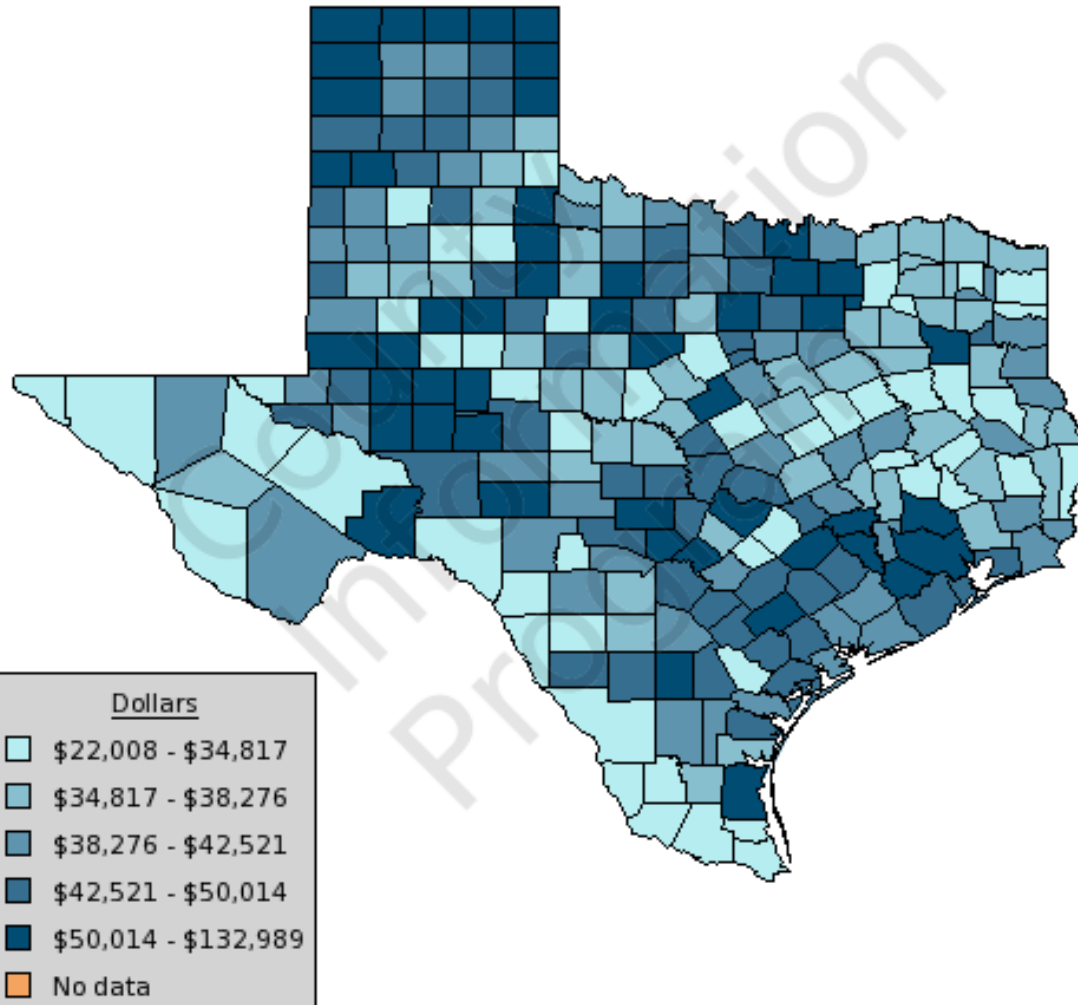 County
Information
Program
Dollars
$22,008 - $34,817
$34,817 - $38,276
$38,276 - $42,521
$42,521 - $50,014
$50,014 - $132,989
No data